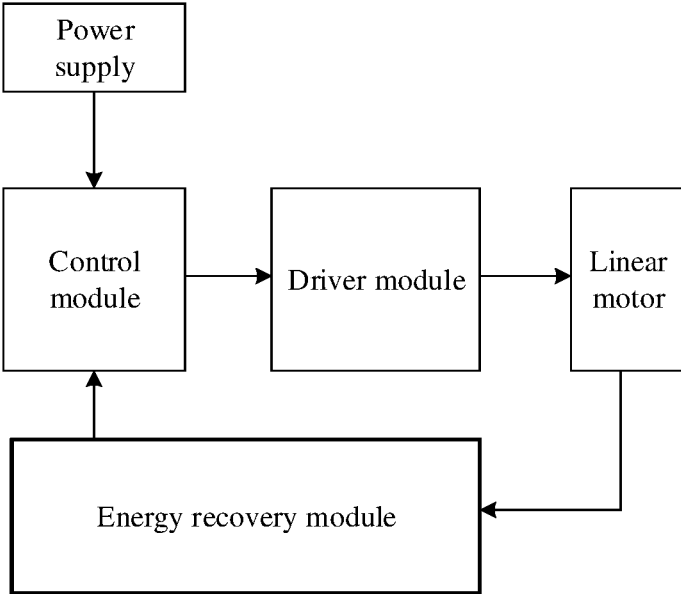 Power
supply
Control
module
Driver module
Linear
motor
Energy recovery module